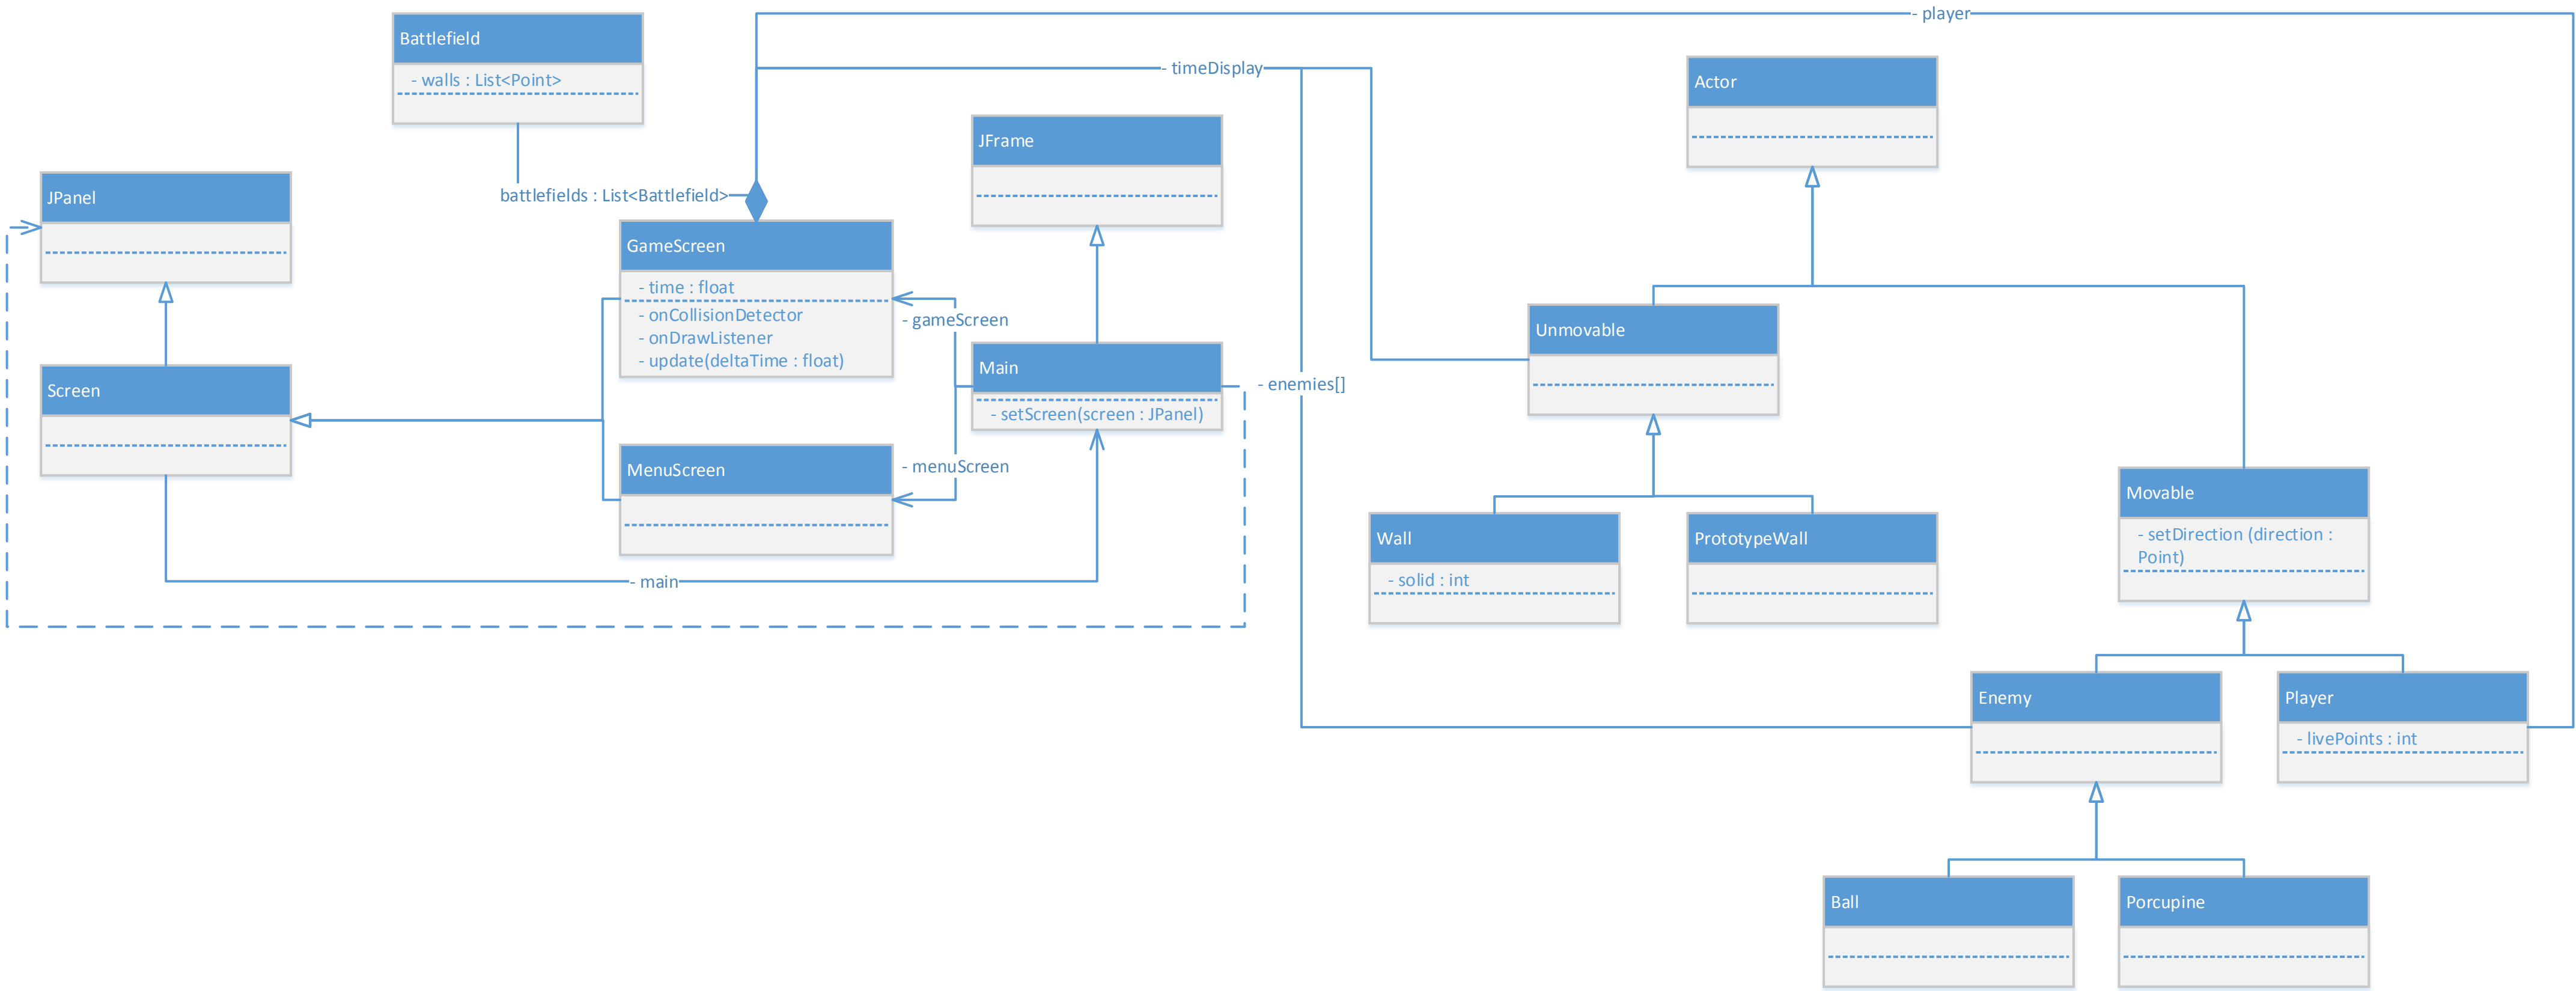 - player
Battlefield
- walls : List<Point>
- timeDisplay
Actor
JFrame
JPanel
battlefields : List<Battlefield>
GameScreen
- time : float
- onCollisionDetector
- onDrawListener
- update(deltaTime : float)
- gameScreen
Unmovable
Main
- setScreen(screen : JPanel)
- enemies[]
Screen
MenuScreen
- menuScreen
Movable
- setDirection (direction :
Point)
Wall
- solid : int
PrototypeWall
- main
Enemy
Player
- livePoints : int
Ball
Porcupine